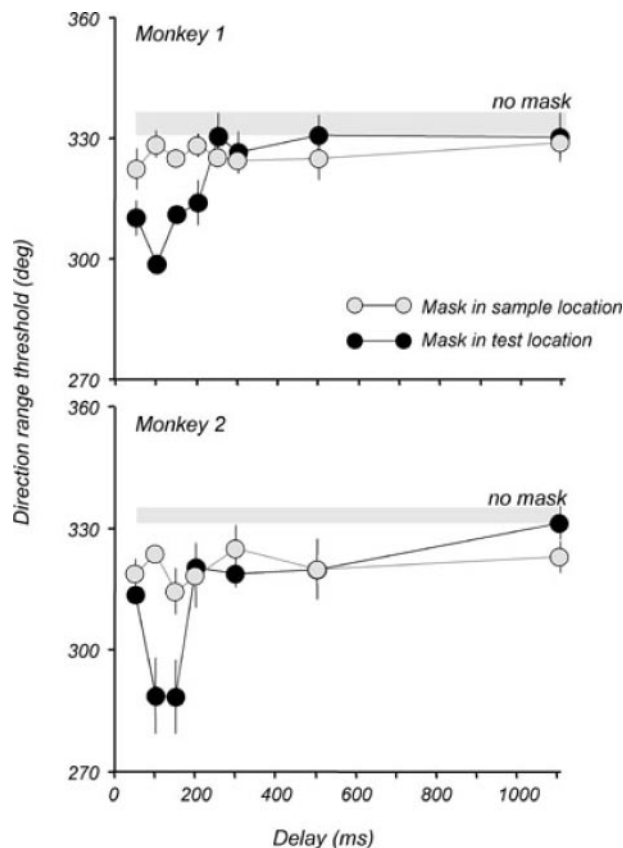 360
Monkey 1
no mask
330
300
Mask in sample location
Mask in test location
270
Direction range threshold (deg)
360
Monkey 2
no mask
330
300
270
0 200 400 600 800 1000
Delay (ms)